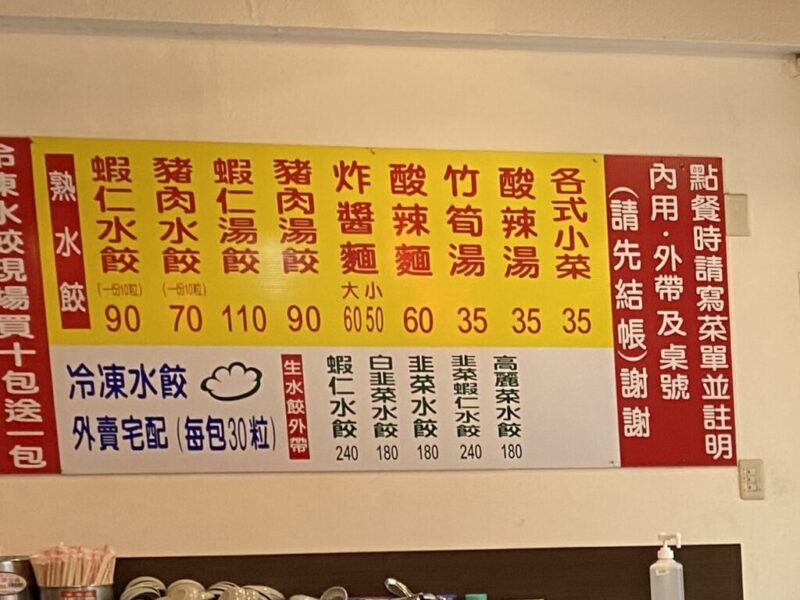 點餐時請寫菜單並註明
內用·外帶及桌號
(請先結帳)謝謝
各式小菜
35
酸辣湯
35
竹筍湯
35
酸辣麵
60
炸醬麵
大 小
60 50
豬肉湯餃
90
蝦仁湯餃
110
豬肉水餃
(一份10粒)
70
蝦仁水餃
(一份10粒)
90
熟水餃
冷凍水餃
外賣宅配(每包30粒)
生水餃外帶
蝦仁水餃
240
白韭菜水餃
180
韭菜水餃
180
韭菜蝦仁水餃
240
高麗菜水餃
180
冷凍水餃現場買十包送一包